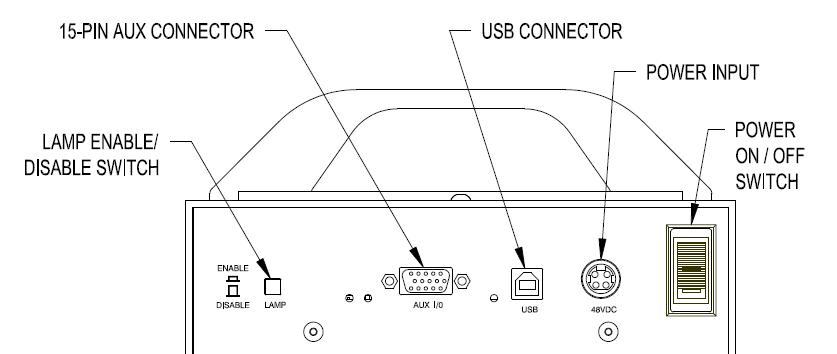 15-PIN AUX CONNECTOR
USB CONNECTOR
POWER INPUT
LAMP ENABLE/
DISABLE SWITCH
POWER
ON / OFF
SWITCH
ENABLE
DISABLE
LAMP
AUX I/0
USB
48VDC